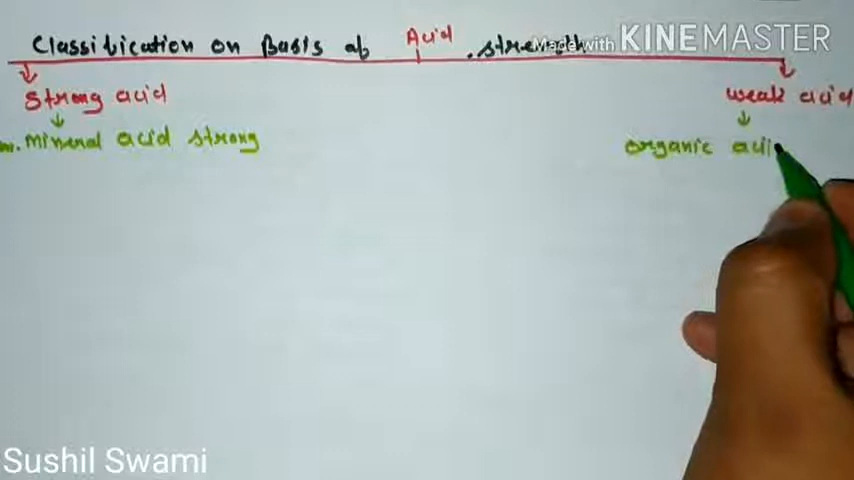 Classification on Basis of Acid strength
Made with KINEMASTER
Strong acid
weak acid
mineral acid strong
organic aci
Sushil Swami